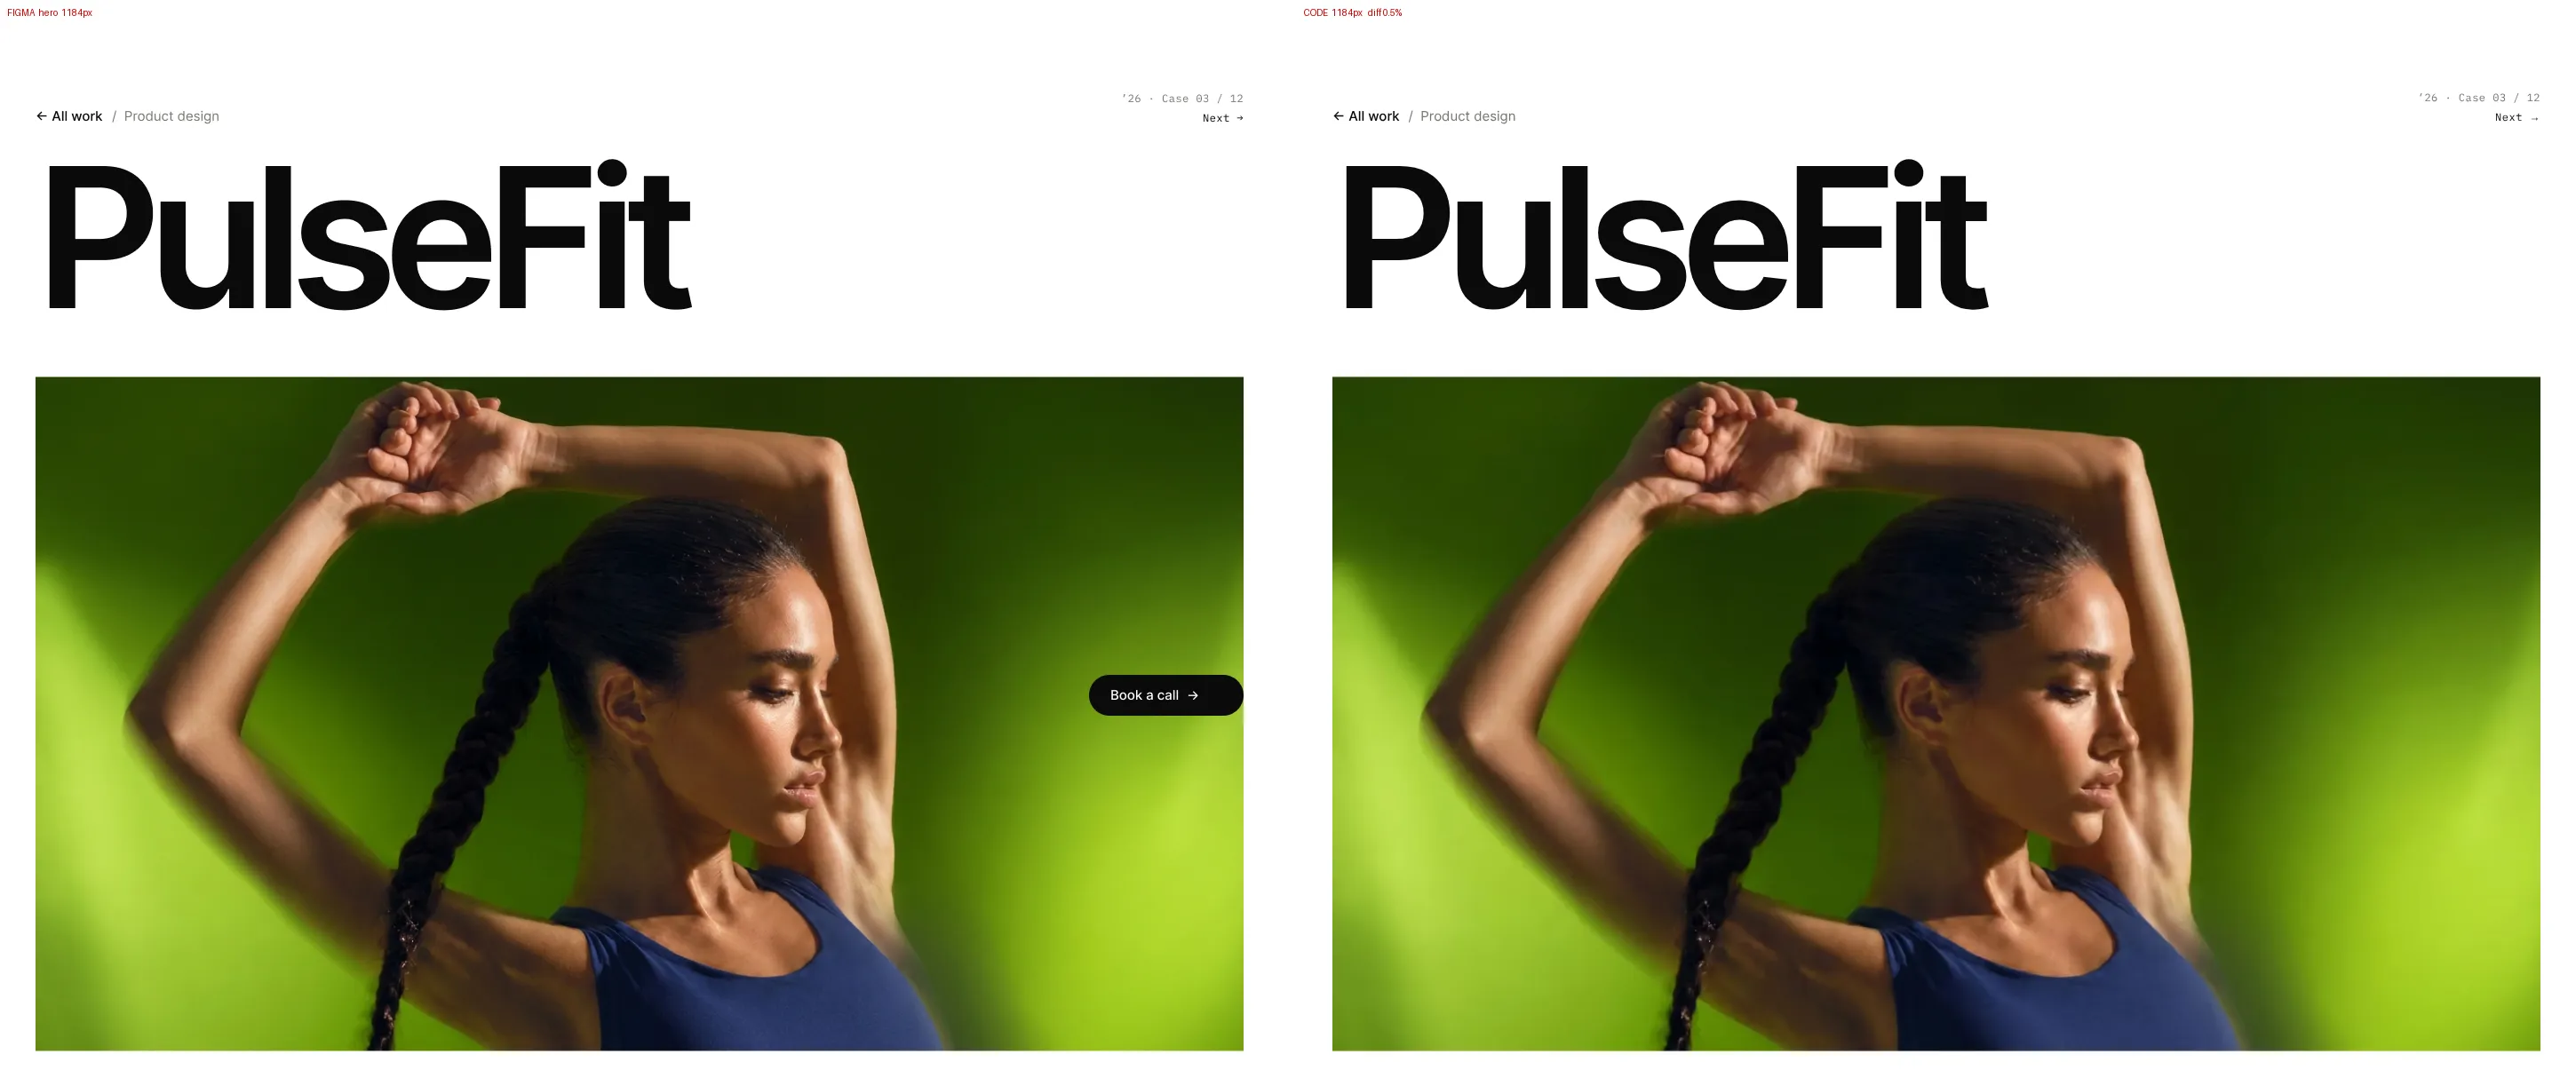 FIGMA hero 1184px
’26 · Case 03 / 12
← All work / Product design
Next →
PulseFit
Book a call →
CODE 1184px diff0.5%
’26 · Case 03 / 12
← All work / Product design
Next →
PulseFit